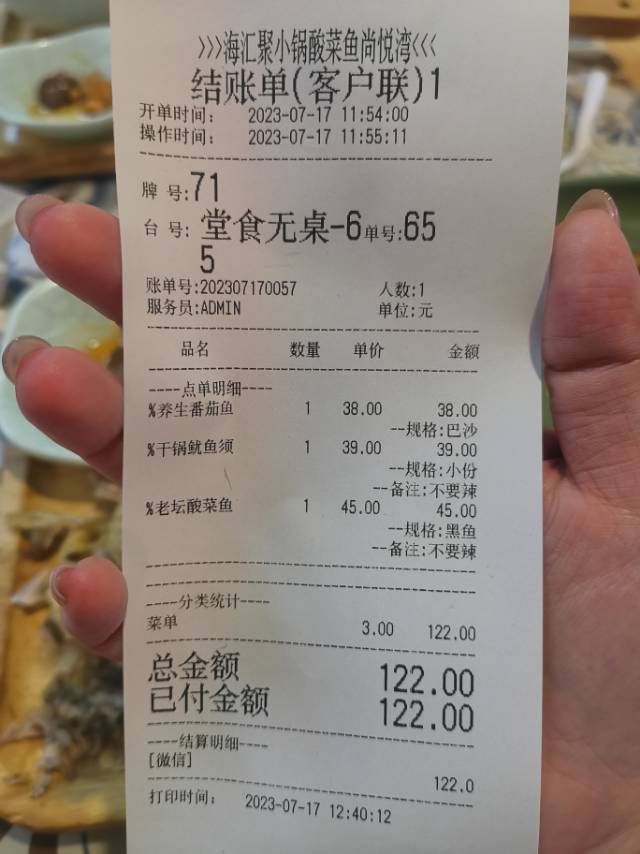 >>>海汇聚小锅酸菜鱼尚悦湾<<<
结账单(客户联)1
开单时间: 2023-07-17 11:54:00
操作时间: 2023-07-17 11:55:11
牌 号:71
台 号: 堂食无桌-6单号:65
5
账单号:202307170057 人数:1
服务员:ADMIN 单位:元
品名 数量 单价 金额
----点单明细----
%养生番茄鱼 1 38.00 38.00
--规格:巴沙
%干锅鱿鱼须 1 39.00 39.00
--规格:小份
--备注:不要辣
%老坛酸菜鱼 1 45.00 45.00
--规格:黑鱼
--备注:不要辣
----分类统计----
菜单 3.00 122.00
总金额 122.00
已付金额 122.00
----结算明细----
[微信] 122.0
打印时间: 2023-07-17 12:40:12